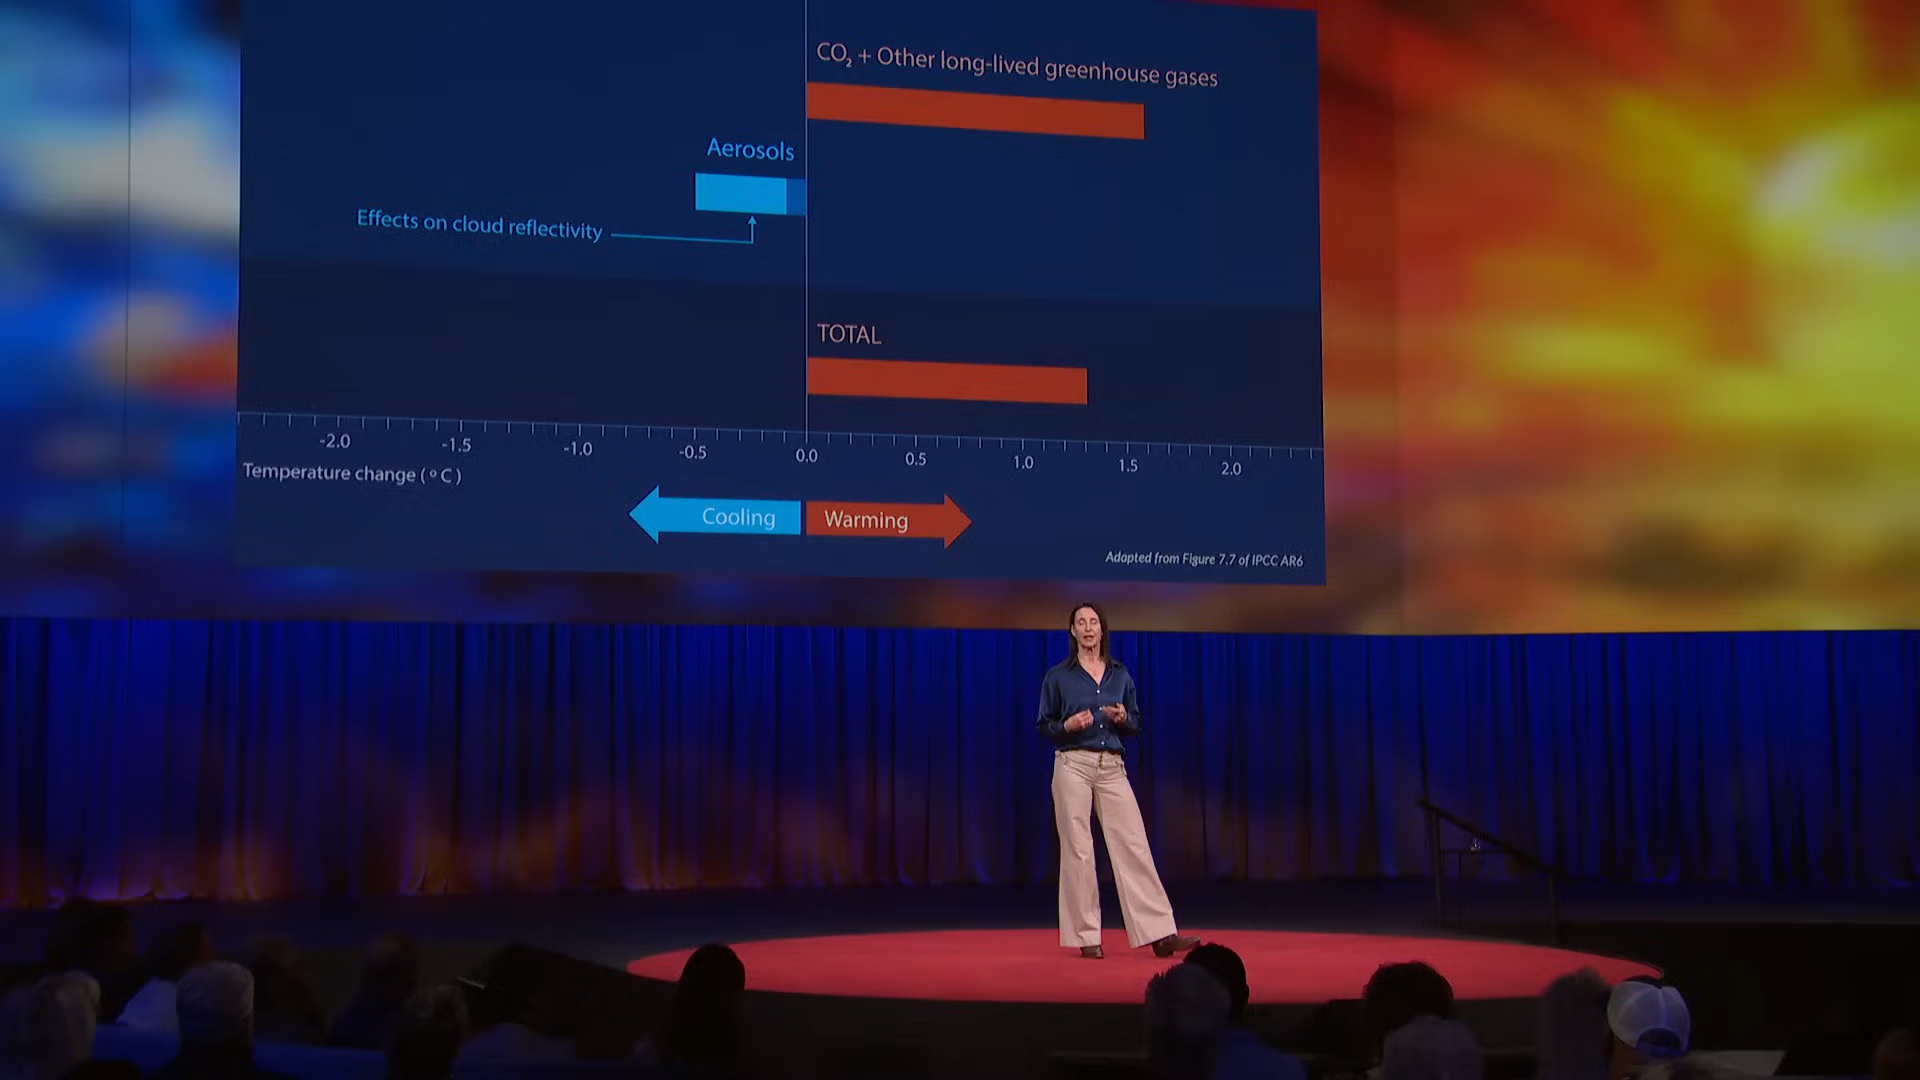 CO₂ + Other long-lived greenhouse gases
Aerosols
Effects on cloud reflectivity
TOTAL
-2.0 -1.5 -1.0 -0.5 0.0 0.5 1.0 1.5 2.0
Temperature change (°C)
Cooling Warming
Adapted from Figure 7.7 of IPCC AR6